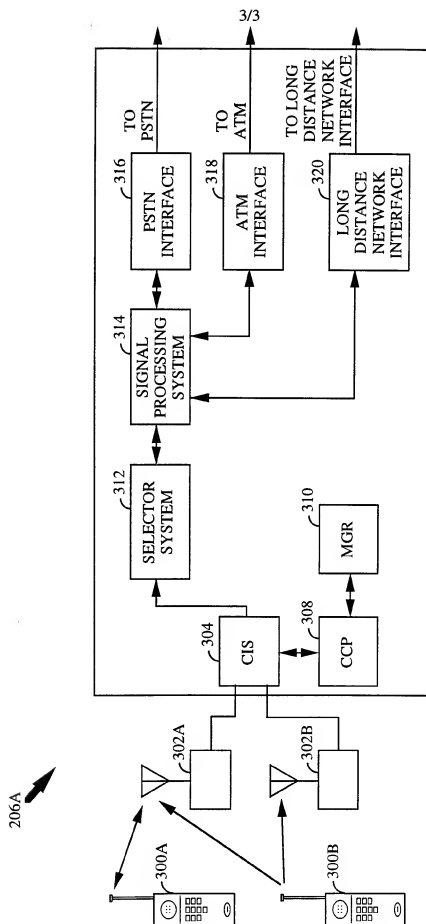 3/3
206A
TO
PSTN
TO
ATM
TO LONG
DISTANCE
NETWORK
INTERFACE
316
PSTN
INTERFACE
318
ATM
INTERFACE
320
LONG
DISTANCE
NETWORK
INTERFACE
314
SIGNAL
PROCESSING
SYSTEM
312
SELECTOR
SYSTEM
310
MGR
304
CIS
308
CCP
302A
302B
300A
300B